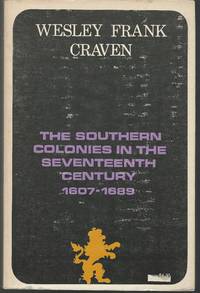 WESLEY FRANK
CRAVEN
THE SOUTHERN
COLONIES IN THE
SEVENTEENTH
CENTURY
1607-1689